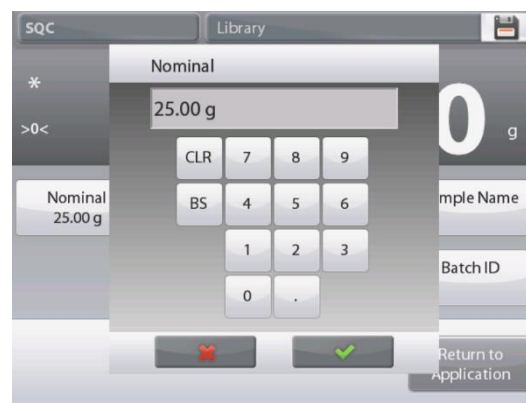 SQC
Library
*
>0<
0 g
Nominal
25.00 g
CLR 7 8 9
BS 4 5 6
1 2 3
0 .
Nominal
25.00 g
mple Name
Batch ID
Return to
Application